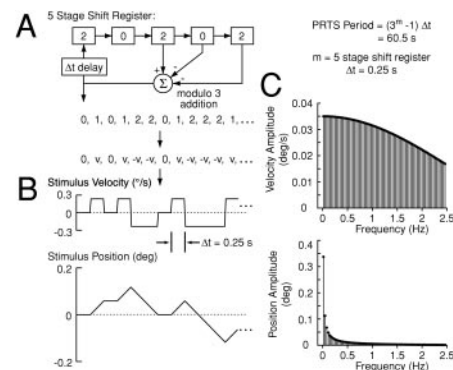 A
5 Stage Shift Register:
2 0 2 0 2
Δt delay
+ - -
Σ
modulo 3
addition
0, 1, 0, 1, 2, 2, 0, 1, 2, 2, 2, 1, ...
0, v, 0, v, -v, -v, 0, v, -v, -v, -v, v, ...
B
Stimulus Velocity (°/s)
0.3
0
-0.3
Δt = 0.25 s
Stimulus Position (deg)
0.2
0
-0.2
PRTS Period = (3ᵐ -1) Δt
= 60.5 s
m = 5 stage shift register
Δt = 0.25 s
C
Velocity Amplitude
(deg/s)
0.04
0.03
0.02
0.01
0
0 0.5 1 1.5 2 2.5
Frequency (Hz)
Position Amplitude
(deg)
0.4
0.3
0.2
0.1
0
0 0.5 1 1.5 2 2.5
Frequency (Hz)